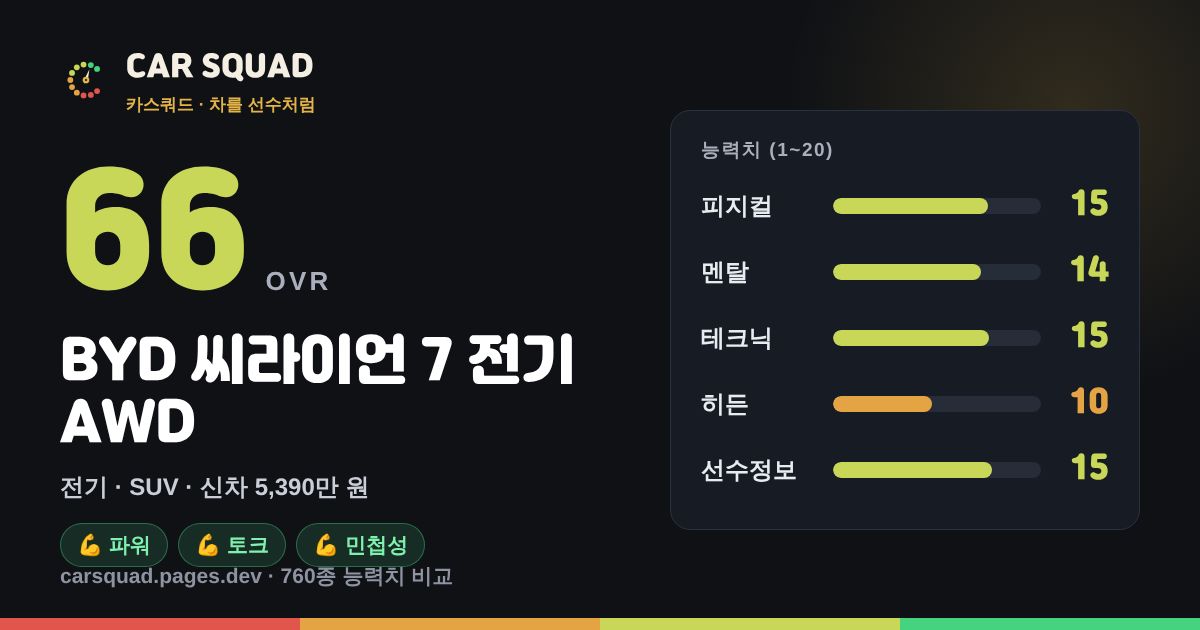 CAR SQUAD
카스쿼드 · 차를 선수처럼
66 OVR
BYD 씨라이언 7 전기
AWD
전기 · SUV · 신차 5,390만 원
💪 파워 💪 토크 💪 민첩성
carsquad.pages.dev · 760종 능력치 비교
능력치 (1~20)
피지컬 15
멘탈 14
테크닉 15
히든 10
선수정보 15